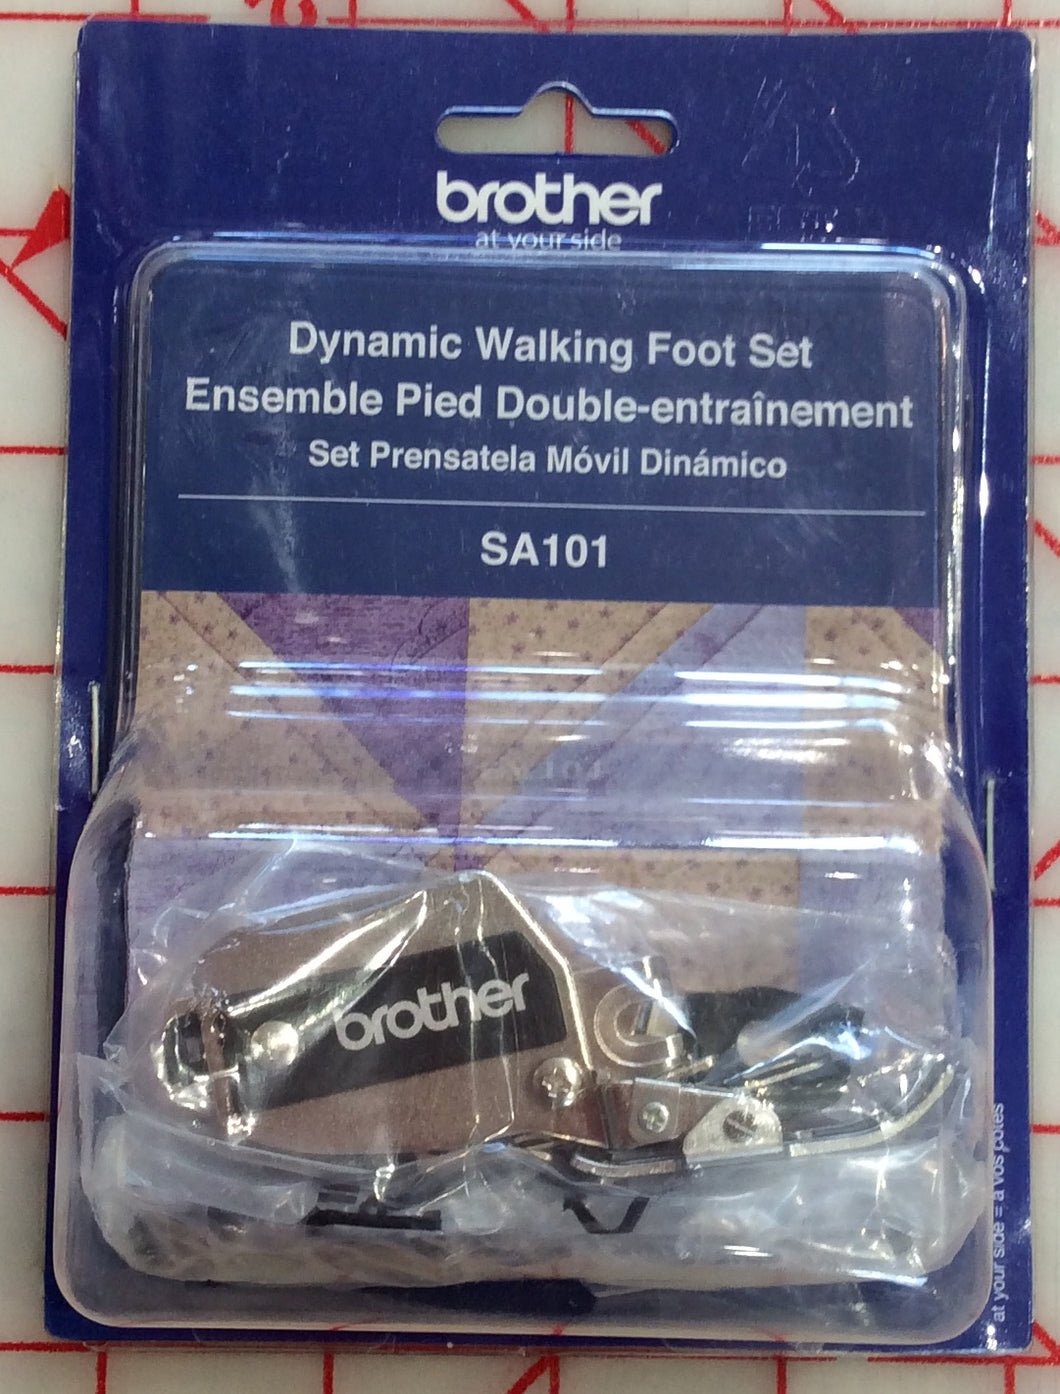 brother
at your side
Dynamic Walking Foot Set
Ensemble Pied Double-entraînement
Set Prensatela Móvil Dinámico
SA101
brother
at your side = à vos côtés